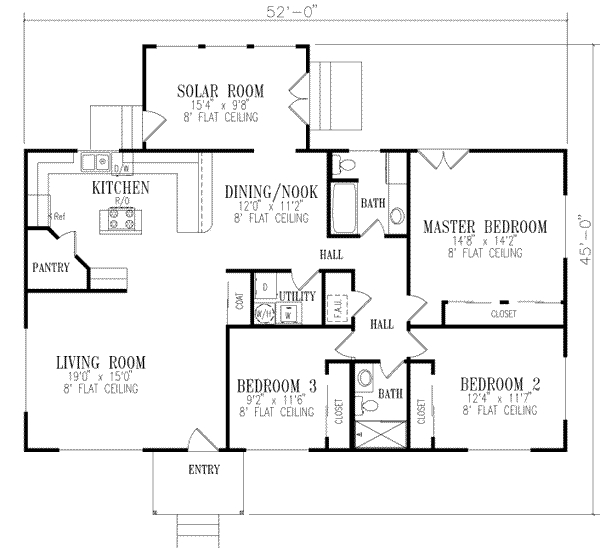 52'-0"
SOLAR ROOM
15'4" x 9'8"
8' FLAT CEILING
D/W
KITCHEN
R/O
Ref
PANTRY
DINING/NOOK
12'0" x 11'2"
8' FLAT CEILING
BATH
MASTER BEDROOM
14'8" x 14'2"
8' FLAT CEILING
45'-0"
HALL
D
UTILITY
W/H
W
COAT
F.A.U.
CLOSET
HALL
LIVING ROOM
19'0" x 15'0"
8' FLAT CEILING
BEDROOM 3
9'2" x 11'6"
8' FLAT CEILING
CLOSET
BATH
CLOSET
BEDROOM 2
12'4" x 11'7"
8' FLAT CEILING
ENTRY